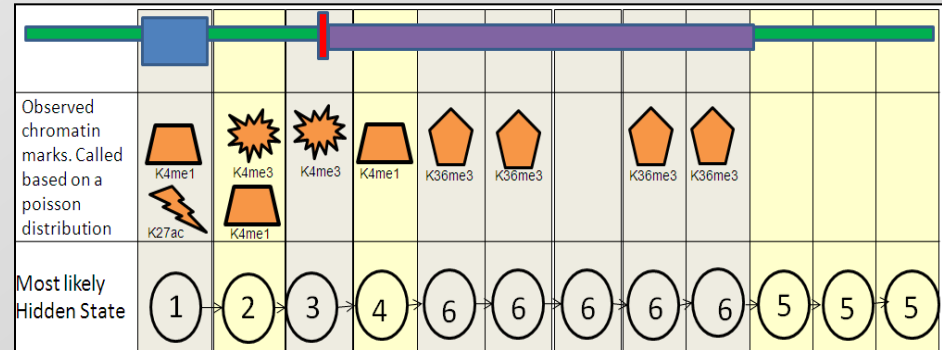 Observed
chromatin
marks. Called
based on a
poisson
distribution
K4me1
K4me3
K4me3
K4me1
K36me3
K36me3
K36me3
K36me3
K27ac
K4me1
Most likely
Hidden State
1
2
3
4
6
6
6
6
6
5
5
5